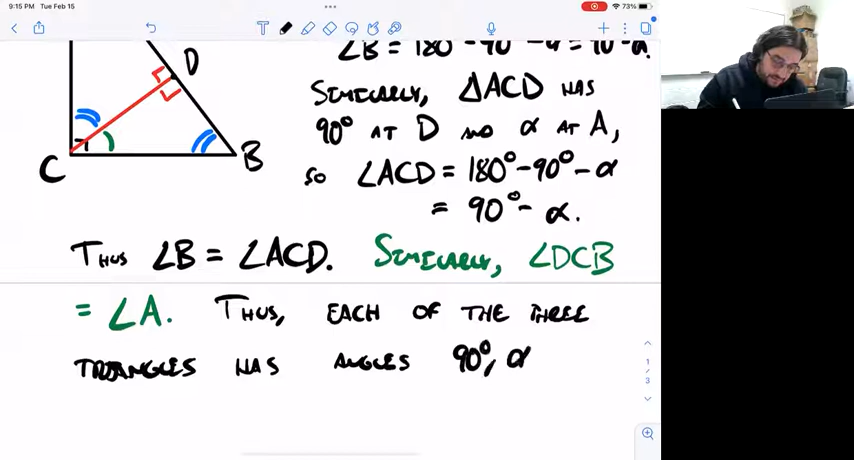 9:15 PM Tue Feb 15
73%
T
D
C
B
∠B = 180° - 90° - α = 90° - α.
SIMILARLY, △ACD HAS
90° AT D AND α AT A,
SO ∠ACD = 180° - 90° - α
= 90° - α.
THUS ∠B = ∠ACD. SIMILARLY, ∠DCB
= ∠A. THUS, EACH OF THE THREE
TRIANGLES HAS ANGLES 90°, α
1
/
3